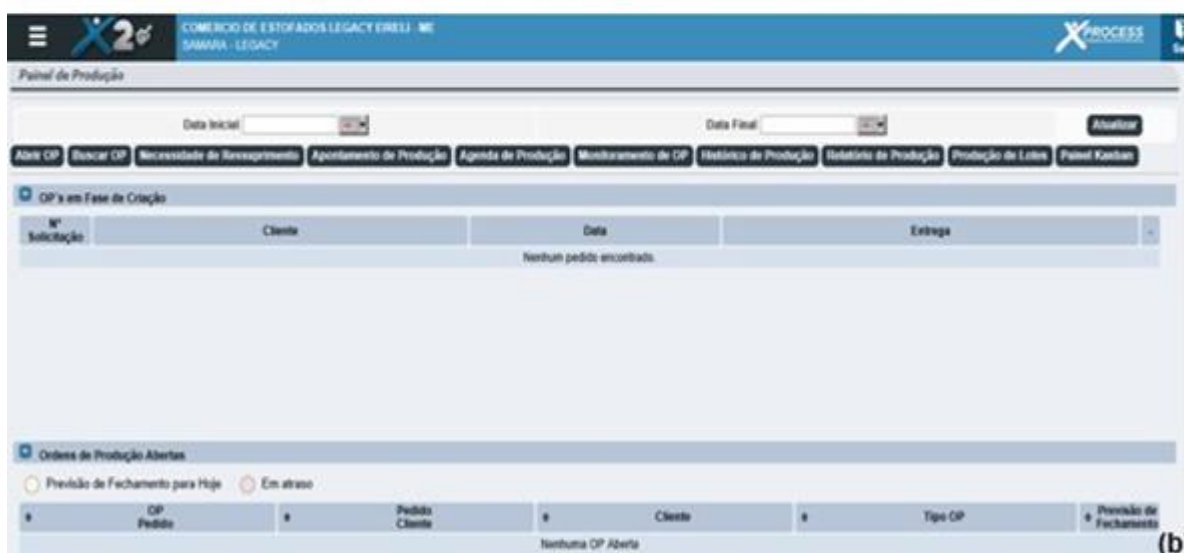 X2
COMERCIO DE ESTOFADOS LEGACY EIRELI - ME
SAMARA - LEGACY
XPROCESS
Painel de Produção
Data Inicial
Data Final
Atualizar
Abrir OP Buscar OP Necessidade de Ressuprimento Apontamento de Produção Agenda de Produção Monitoramento de OP Histórico de Produção Relatório de Produção Produção de Lotes Painel Kanban
OP's em Fase de Criação
N° Solicitação Cliente Data Entrega -
Nenhum pedido encontrado.
Ordens de Produção Abertas
Previsão de Fechamento para Hoje Em atraso
OP Pedido Pedido Cliente Cliente Tipo OP Previsão de Fechamento
Nenhuma OP Aberta
(b